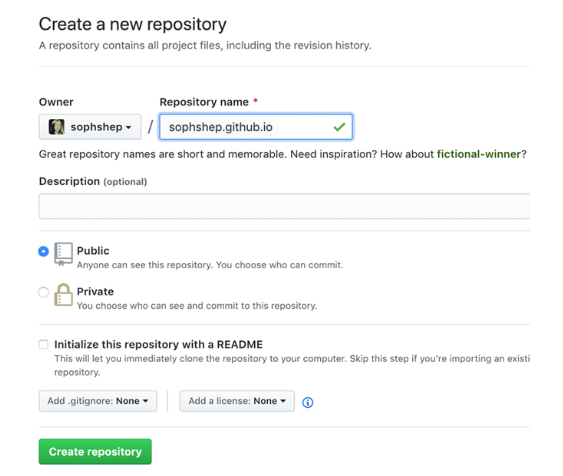 Create a new repository
A repository contains all project files, including the revision history.
Owner
Repository name *
sophshep
/
sophshep.github.io
Great repository names are short and memorable. Need inspiration? How about fictional-winner?
Description (optional)
Public
Anyone can see this repository. You choose who can commit.
Private
You choose who can see and commit to this repository.
Initialize this repository with a README
This will let you immediately clone the repository to your computer. Skip this step if you're importing an existi
repository.
Add .gitignore: None
Add a license: None
Create repository